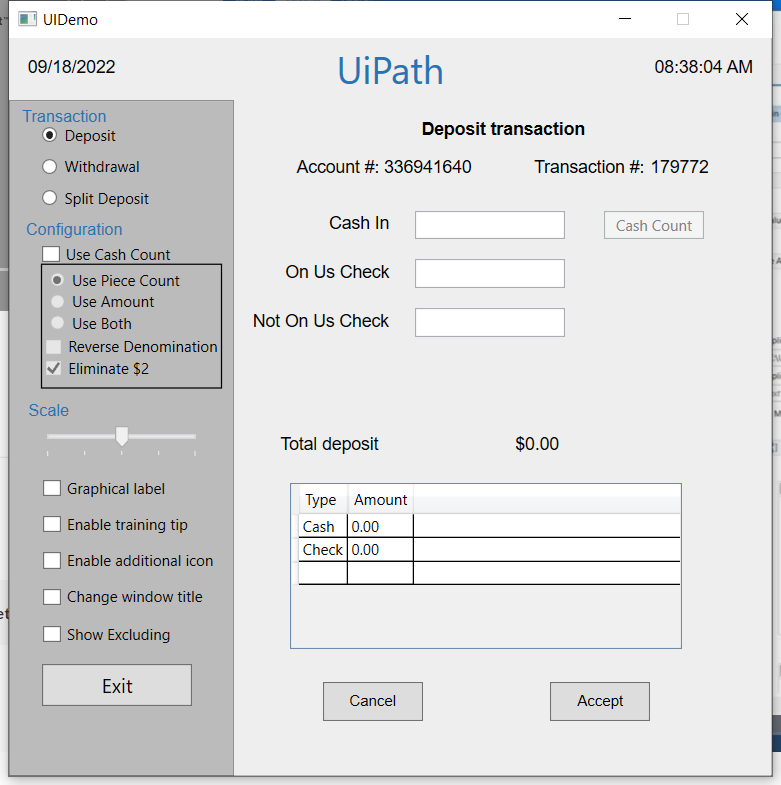 UIDemo
09/18/2022
UiPath
08:38:04 AM
Transaction
Deposit
Withdrawal
Split Deposit
Configuration
Use Cash Count
Use Piece Count
Use Amount
Use Both
Reverse Denomination
Eliminate $2
Scale
Graphical label
Enable training tip
Enable additional icon
Change window title
Show Excluding
Exit
Deposit transaction
Account #: 336941640 Transaction #: 179772
Cash In
Cash Count
On Us Check
Not On Us Check
Total deposit $0.00
Type Amount
Cash 0.00
Check 0.00
Cancel Accept